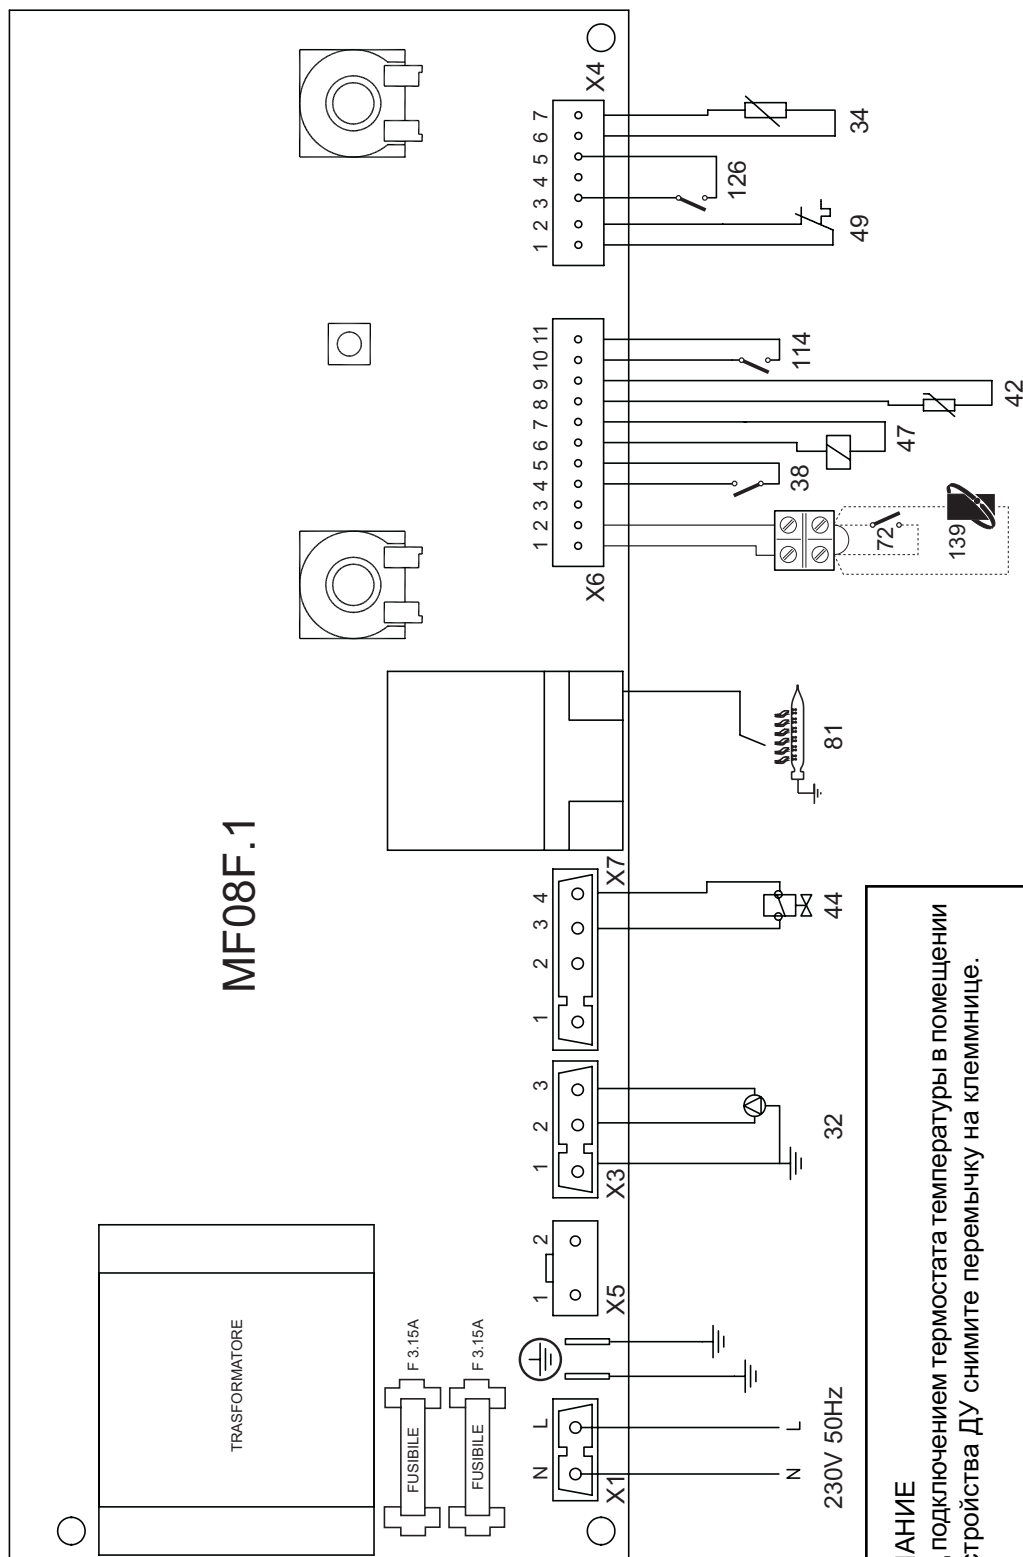 TRASFORMATORE
MF08F.1
FUSIBILE F 3.15A
FUSIBILE F 3.15A
N L
1 2
1 2 3
1 2 3 4
1 2 3 4 5 6 7 8 9 10 11
1 2 3 4 5 6 7
X1
X5
X3
X7
X6
X4
N L
230V 50Hz
32
44
81
72
139
38
47
42
114
49
126
34
АНИЕ
подключением термостата температуры в помещении
стройства ДУ снимите перемычку на клеммнице.